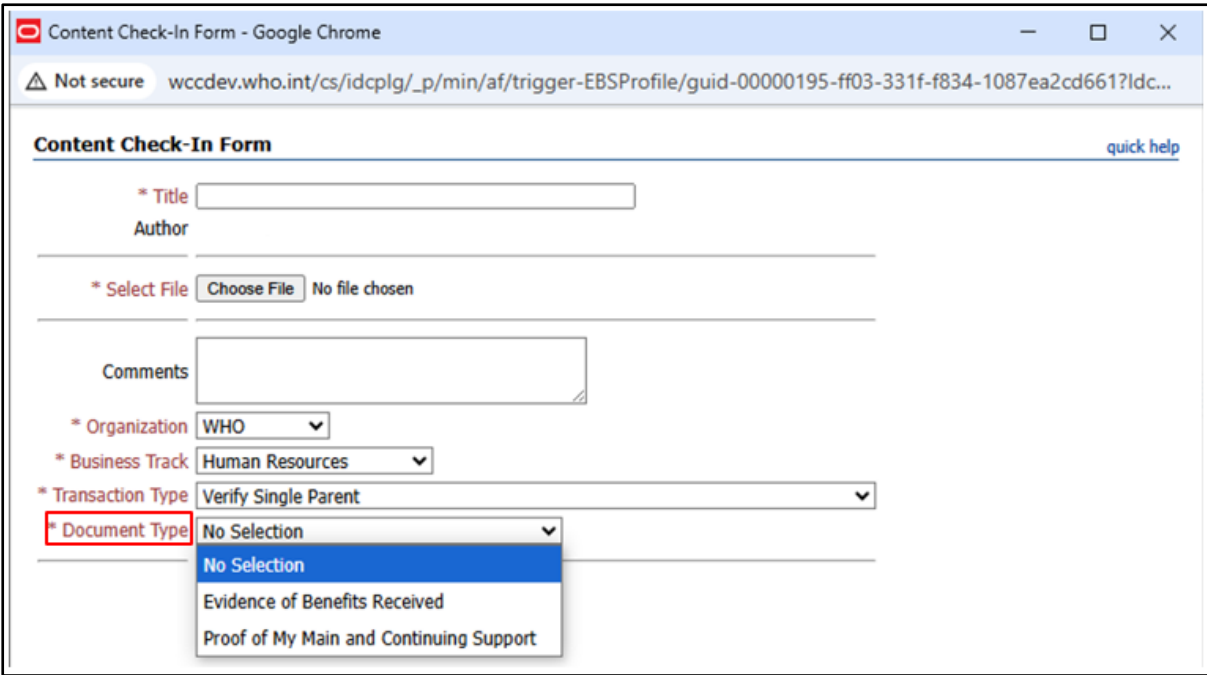 Content Check-In Form - Google Chrome
Not secure wccdev.who.int/cs/idcplg/_p/min/af/trigger-EBSProfile/guid-00000195-ff03-331f-f834-1087ea2cd661?Idc...
Content Check-In Form quick help
* Title
Author
* Select File Choose File No file chosen
Comments
* Organization WHO
* Business Track Human Resources
* Transaction Type Verify Single Parent
* Document Type No Selection
No Selection
Evidence of Benefits Received
Proof of My Main and Continuing Support